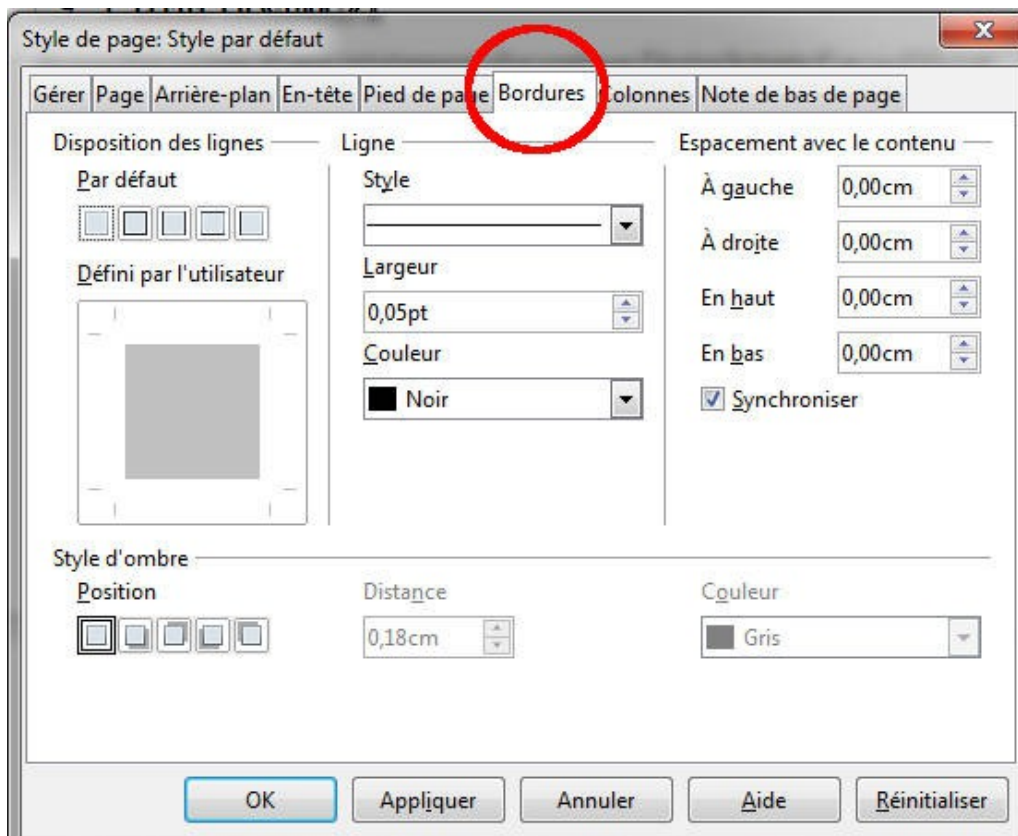 Style de page: Style par défaut
Gérer Page Arrière-plan En-tête Pied de page Bordures Colonnes Note de bas de page
Disposition des lignes
Par défaut
Défini par l'utilisateur
Ligne
Style
Largeur
0,05pt
Couleur
Noir
Espacement avec le contenu
À gauche 0,00cm
À droite 0,00cm
En haut 0,00cm
En bas 0,00cm
Synchroniser
Style d'ombre
Position
Distance
0,18cm
Couleur
Gris
OK Appliquer Annuler Aide Réinitialiser